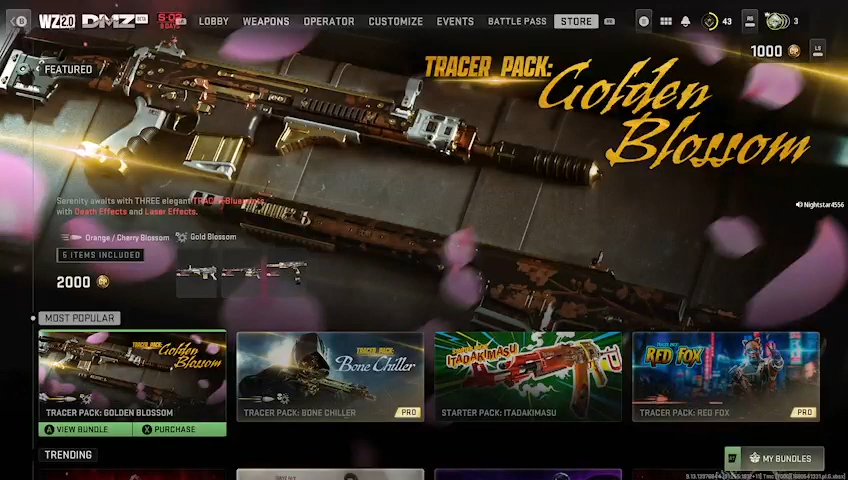 WZ2.0 DMZ LOBBY WEAPONS OPERATOR CUSTOMIZE EVENTS BATTLE PASS STORE 43 3
1000
FEATURED
TRACER PACK:
Golden
Blossom
Serenity awaits with THREE elegant TRACER Blueprints
with Death Effects and Laser Effects.
Nightstar4556
Orange / Cherry Blossom Gold Blossom
5 ITEMS INCLUDED
2000
MOST POPULAR
TRACER PACK:
Golden
Blossom
TRACER PACK: GOLDEN BLOSSOM
A VIEW BUNDLE X PURCHASE
TRACER PACK:
Bone Chiller
TRACER PACK: BONE CHILLER PRO
ITADAKIMASU
STARTER PACK: ITADAKIMASU
RED FOX
TRACER PACK: RED FOX PRO
TRENDING
MY BUNDLES